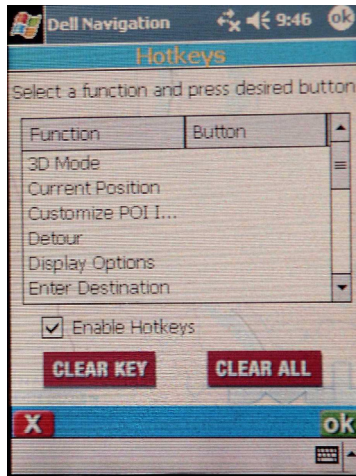 Dell Navigation 9:46 ok
Hotkeys
Select a function and press desired button
Function Button
3D Mode
Current Position
Customize POI I...
Detour
Display Options
Enter Destination
Enable Hotkeys
CLEAR KEY CLEAR ALL
X ok